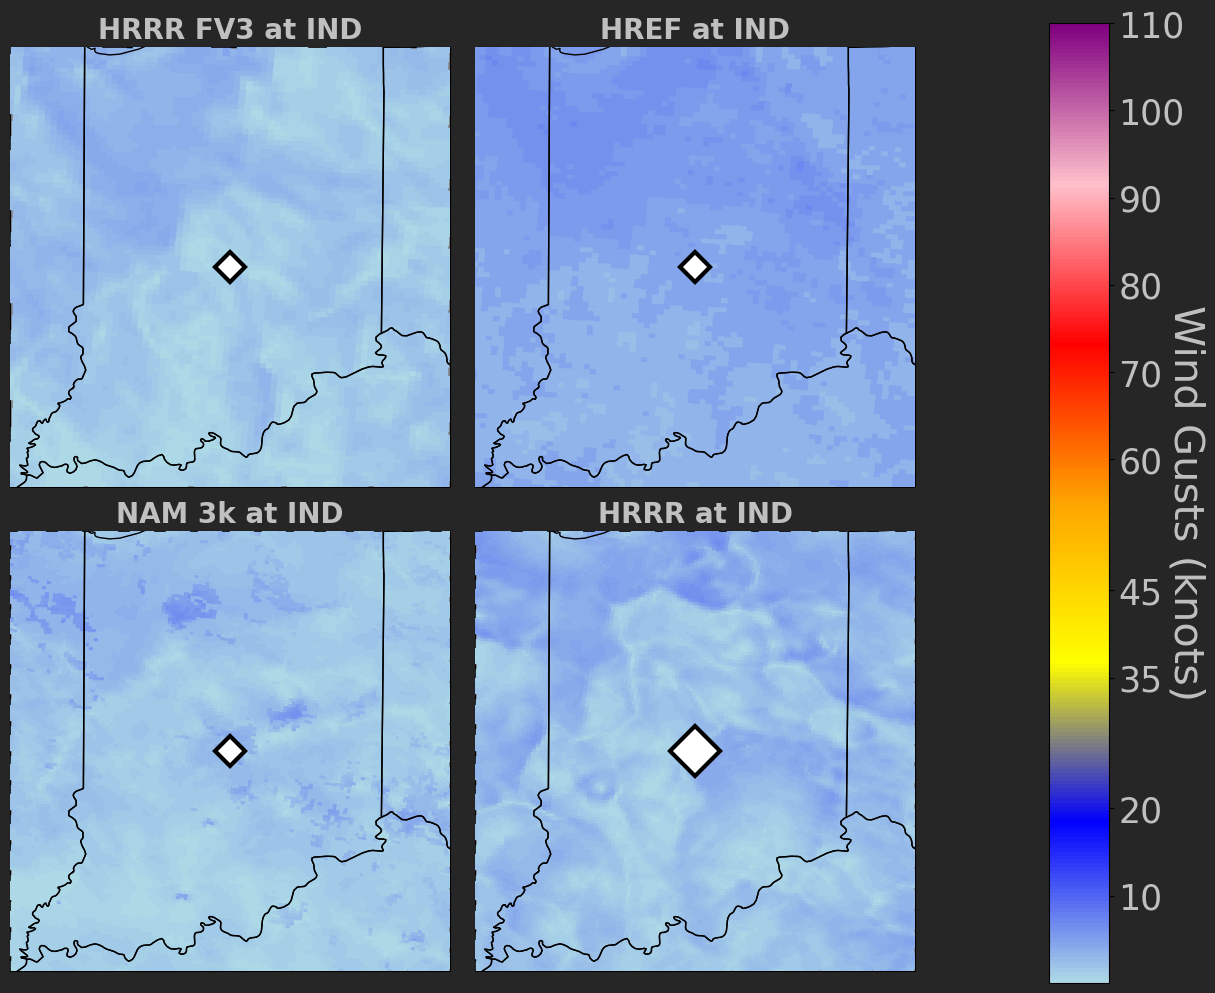 HRRR FV3 at IND
HREF at IND
NAM 3k at IND
HRRR at IND
110
100
90
80
70
60
45
35
20
10
Wind Gusts (knots)